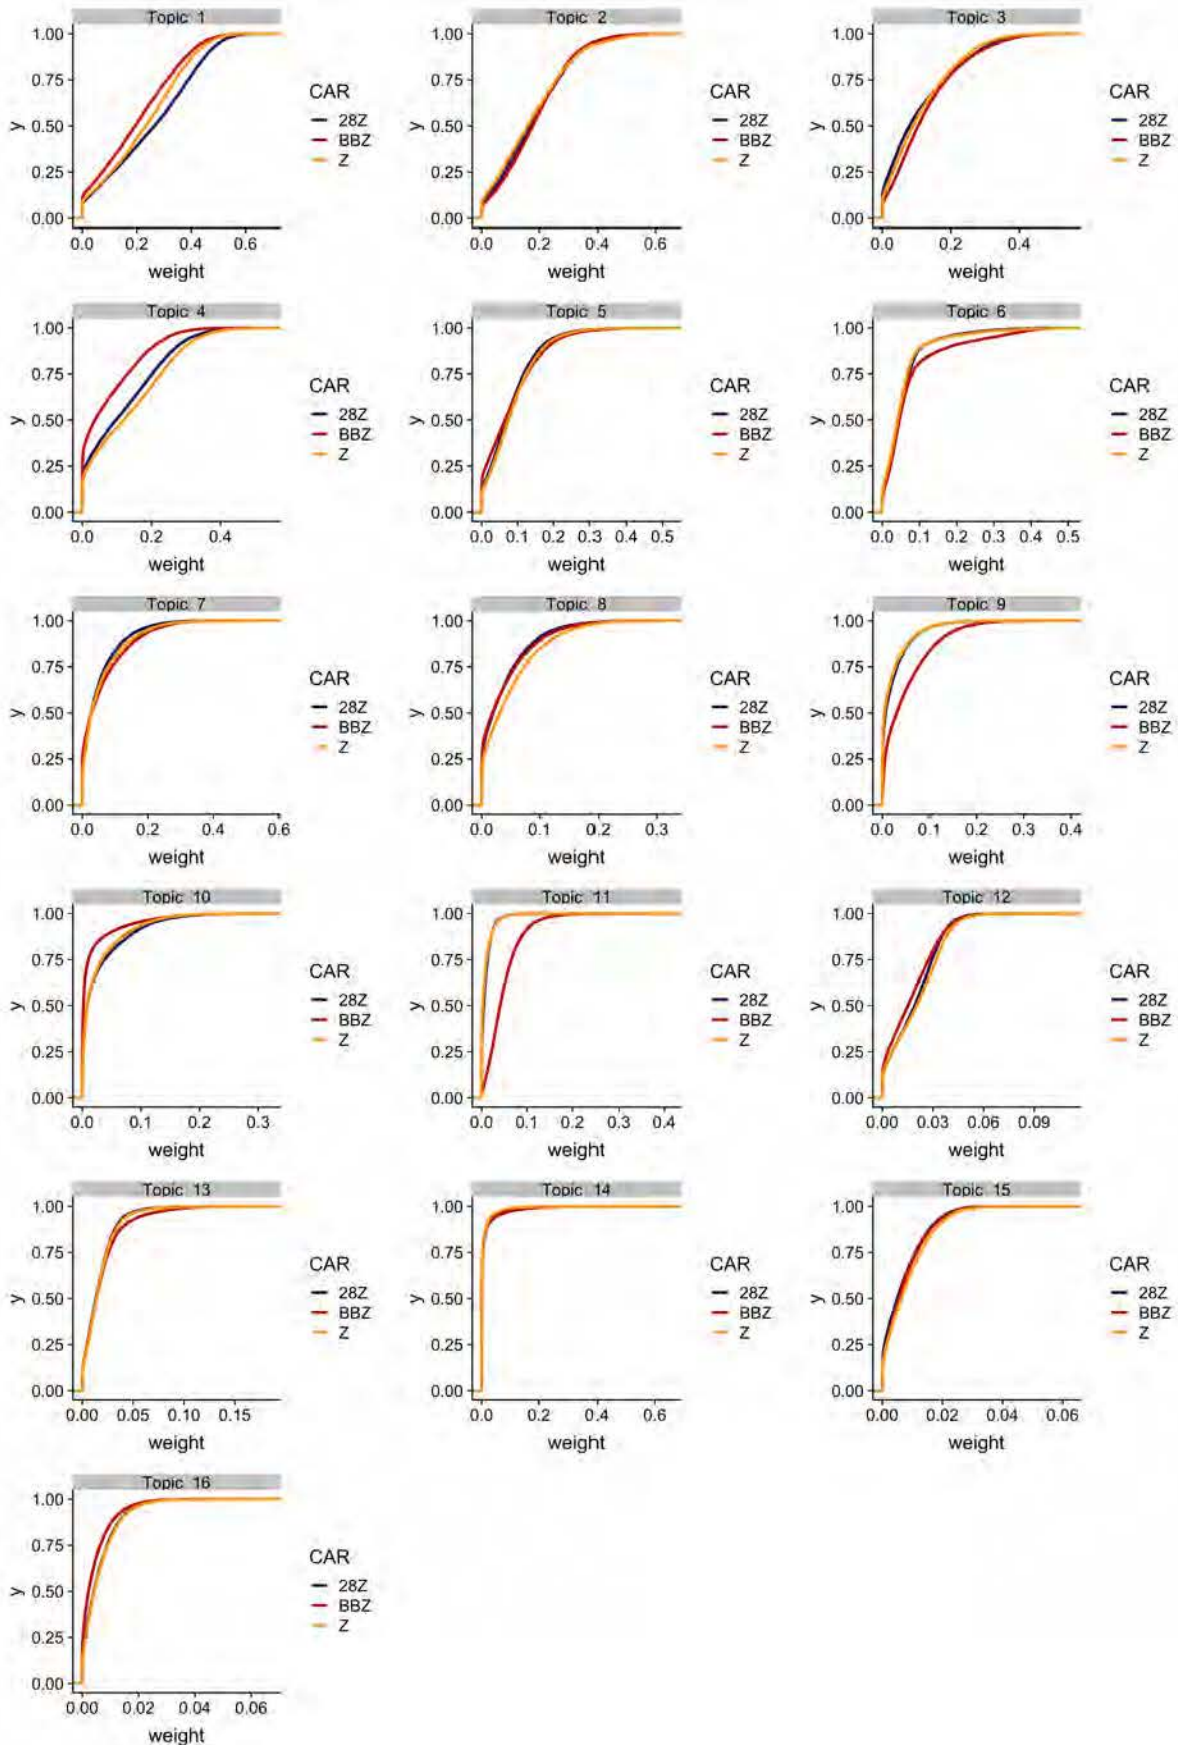 Topic 1
1.00
0.75
0.50
0.25
0.00
y
0.0 0.2 0.4 0.6
weight
CAR
28Z
BBZ
Z
Topic 2
1.00
0.75
0.50
0.25
0.00
y
0.0 0.2 0.4 0.6
weight
CAR
28Z
BBZ
Z
Topic 3
1.00
0.75
0.50
0.25
0.00
y
0.0 0.2 0.4
weight
CAR
28Z
BBZ
Z
Topic 4
1.00
0.75
0.50
0.25
0.00
y
0.0 0.2 0.4
weight
CAR
28Z
BBZ
Z
Topic 5
1.00
0.75
0.50
0.25
0.00
y
0.0 0.1 0.2 0.3 0.4 0.5
weight
CAR
28Z
BBZ
Z
Topic 6
1.00
0.75
0.50
0.25
0.00
y
0.0 0.1 0.2 0.3 0.4 0.5
weight
CAR
28Z
BBZ
Z
Topic 7
1.00
0.75
0.50
0.25
0.00
y
0.0 0.2 0.4 0.6
weight
CAR
28Z
BBZ
Z
Topic 8
1.00
0.75
0.50
0.25
0.00
y
0.0 0.1 0.2 0.3
weight
CAR
28Z
BBZ
Z
Topic 9
1.00
0.75
0.50
0.25
0.00
y
0.0 0.1 0.2 0.3 0.4
weight
CAR
28Z
BBZ
Z
Topic 10
1.00
0.75
0.50
0.25
0.00
y
0.0 0.1 0.2 0.3
weight
CAR
28Z
BBZ
Z
Topic 11
1.00
0.75
0.50
0.25
0.00
y
0.0 0.1 0.2 0.3 0.4
weight
CAR
28Z
BBZ
Z
Topic 12
1.00
0.75
0.50
0.25
0.00
y
0.00 0.03 0.06 0.09
weight
CAR
28Z
BBZ
Z
Topic 13
1.00
0.75
0.50
0.25
0.00
y
0.00 0.05 0.10 0.15
weight
CAR
28Z
BBZ
Z
Topic 14
1.00
0.75
0.50
0.25
0.00
y
0.0 0.2 0.4 0.6
weight
CAR
28Z
BBZ
Z
Topic 15
1.00
0.75
0.50
0.25
0.00
y
0.00 0.02 0.04 0.06
weight
CAR
28Z
BBZ
Z
Topic 16
1.00
0.75
0.50
0.25
0.00
y
0.00 0.02 0.04 0.06
weight
CAR
28Z
BBZ
Z